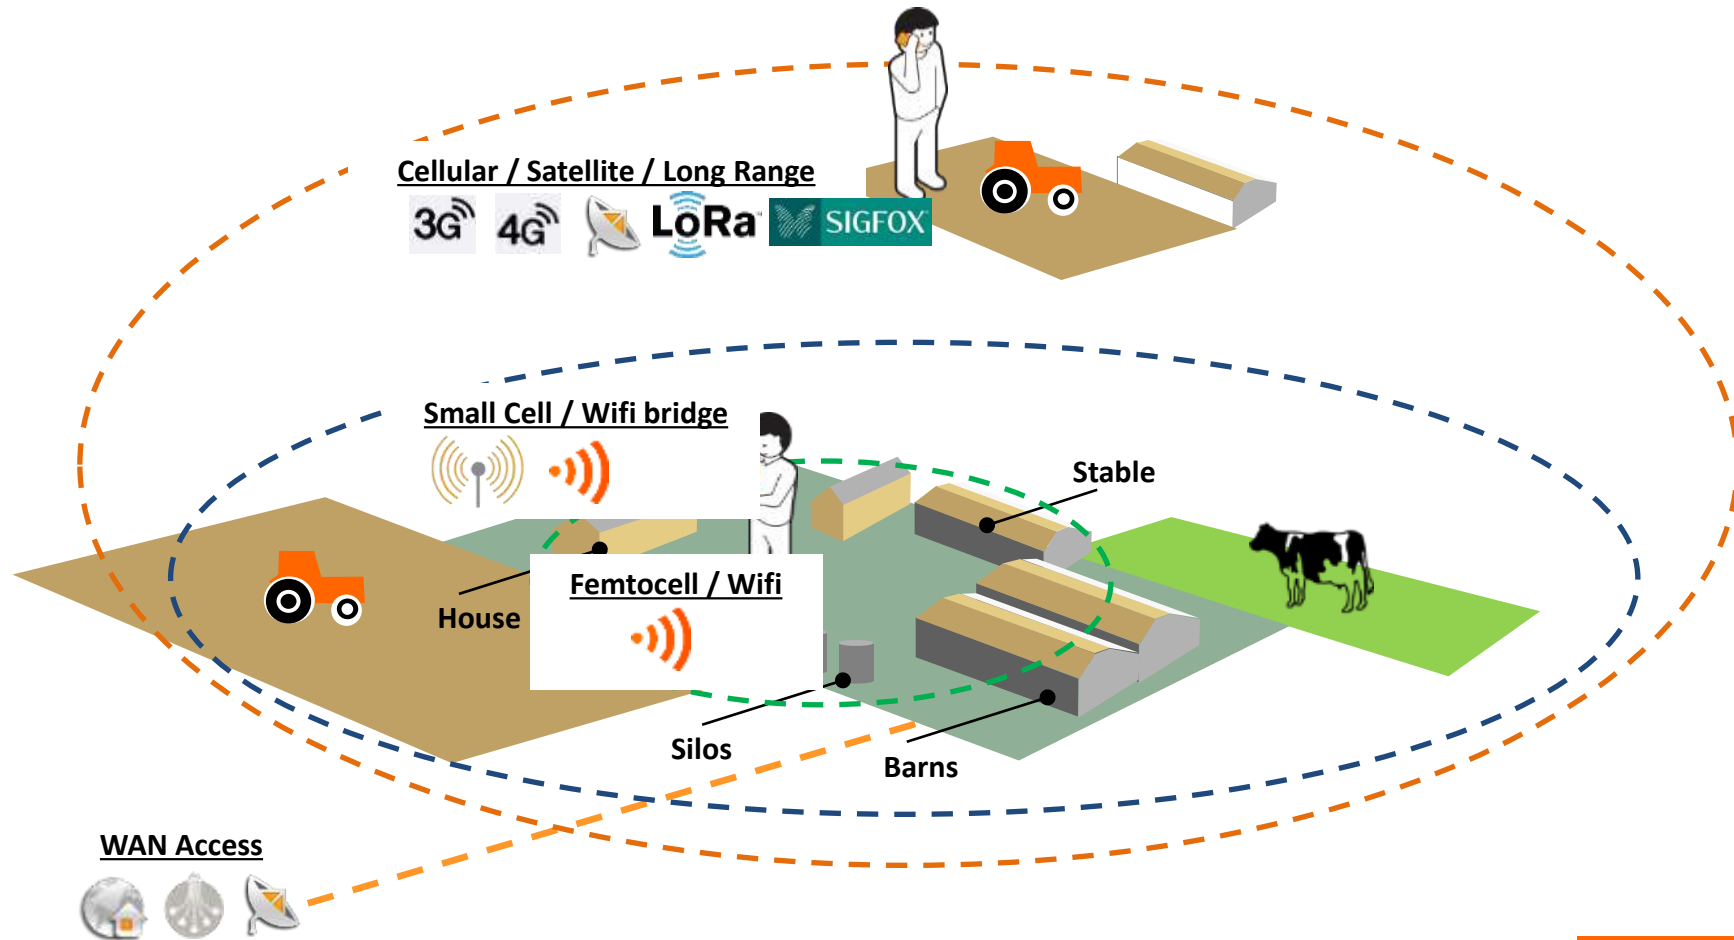 Cellular / Satellite / Long Range
3G 4G LoRa SIGFOX
Small Cell / Wifi bridge
Stable
Femtocell / Wifi
House
Silos
Barns
WAN Access